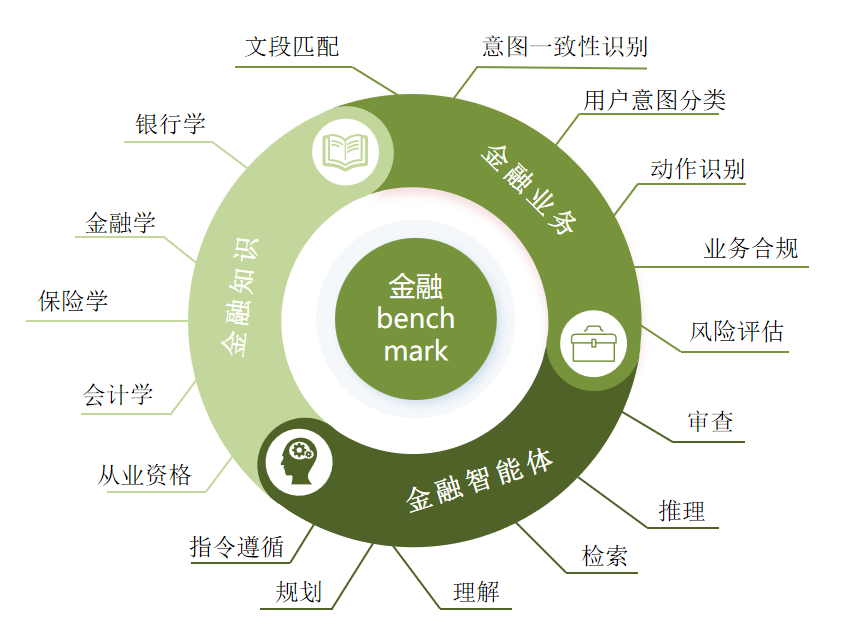 文段匹配
意图一致性识别
用户意图分类
银行学
动作识别
金融业务
金融学
业务合规
金融知识
保险学
金融
bench
mark
风险评估
会计学
审查
从业资格
金融智能体
推理
指令遵循
检索
规划
理解